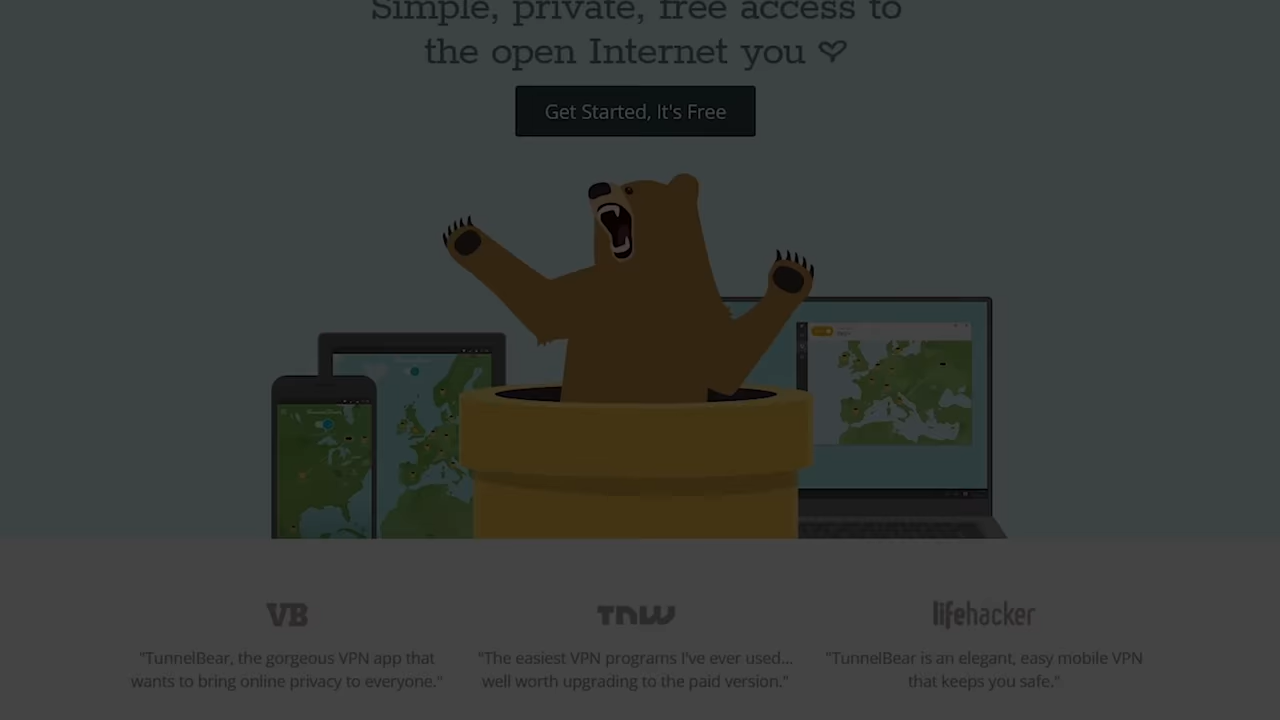 Simple, private, free access to
the open Internet you
Get Started, It's Free
VB
TNW
lifehacker
"TunnelBear, the gorgeous VPN app that
wants to bring online privacy to everyone."
"The easiest VPN programs I've ever used...
well worth upgrading to the paid version."
"TunnelBear is an elegant, easy mobile VPN
that keeps you safe."